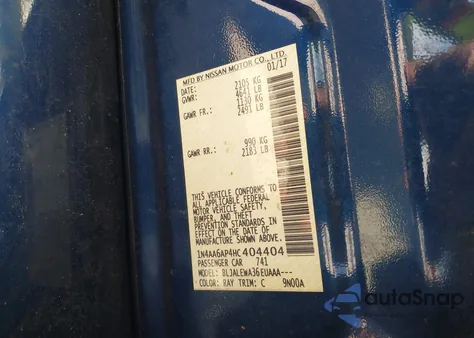 MFD BY NISSAN MOTOR CO., LTD.
DATE: 01/17
GVWR: 2105 KG
4641 LB
GAWR FR.: 1130 KG
2491 LB
GAWR RR.: 990 KG
2183 LB
THIS VEHICLE CONFORMS TO
ALL APPLICABLE FEDERAL
MOTOR VEHICLE SAFETY,
BUMPER, AND THEFT
PREVENTION STANDARDS IN
EFFECT ON THE DATE OF
MANUFACTURE SHOWN ABOVE.
1N4AA6AP4HC404404
PASSENGER CAR 741
MODEL: BLJALEWA36EUAAA---
COLOR: RAY TRIM: C 9N00A
autoSnap